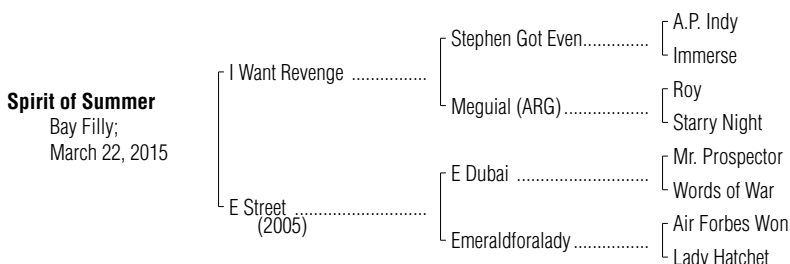 A.P. Indy
Stephen Got Even..............
Immerse
I Want Revenge ................
Roy
Meguial (ARG)..................
Starry Night
Spirit of Summer
Bay Filly;
March 22, 2015
Mr. Prospector
E Dubai ............................
Words of War
E Street ............................
(2005)
Air Forbes Won
Emeraldforalady................
Lady Hatchet